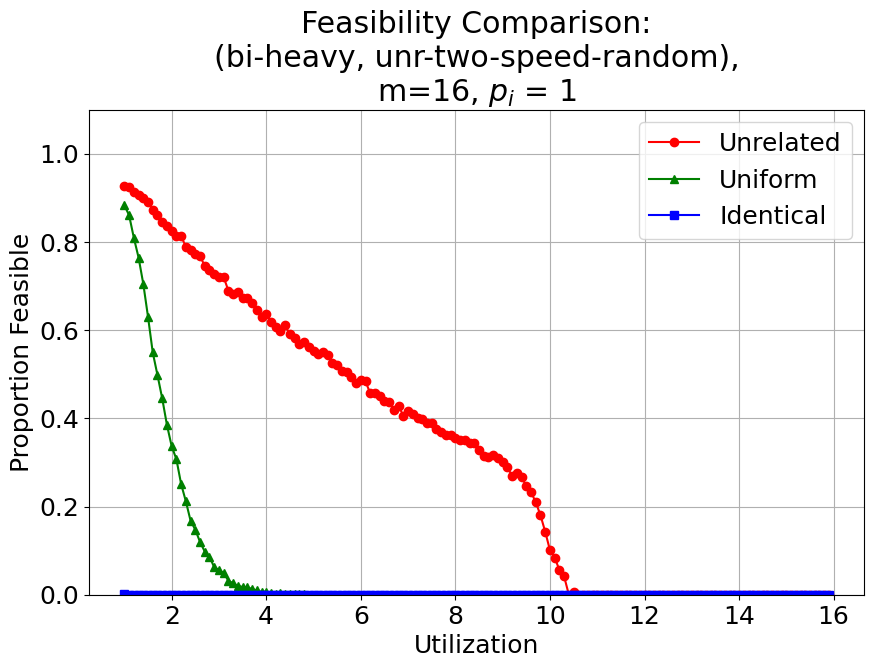 Feasibility Comparison:
(bi-heavy, unr-two-speed-random),
m=16, $p_i$ = 1
Unrelated
Uniform
Identical
1.0
0.8
0.6
0.4
0.2
0.0
Proportion Feasible
2 4 6 8 10 12 14 16
Utilization